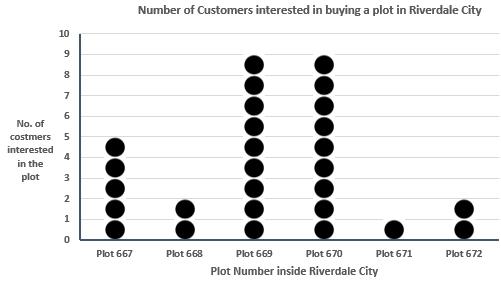 Number of Customers interested in buying a plot in Riverdale City
10
9
8
7
6
5
4
3
2
1
0
No. of
costmers
interested
in the
plot
Plot 667 Plot 668 Plot 669 Plot 670 Plot 671 Plot 672
Plot Number inside Riverdale City